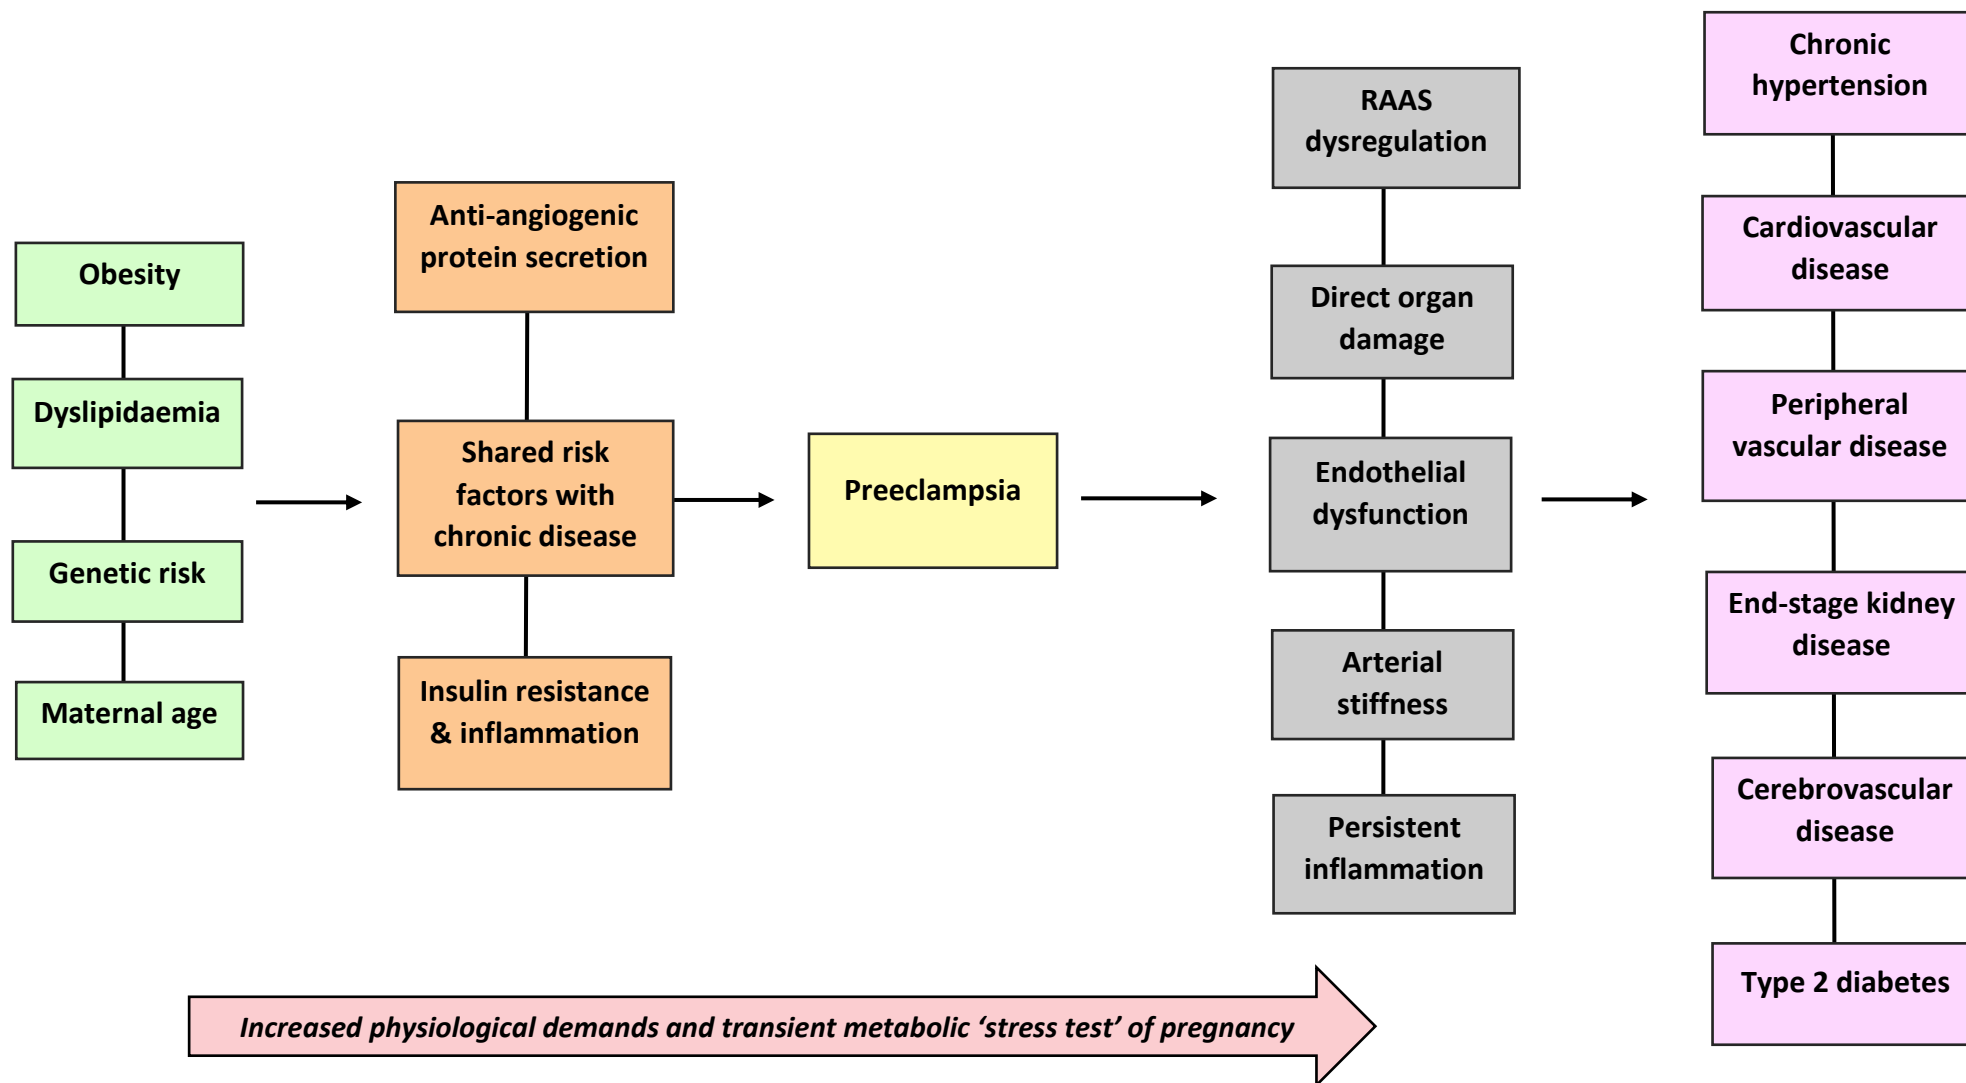 Obesity
Dyslipidaemia
Genetic risk
Maternal age
Anti-angiogenic
protein secretion
Shared risk
factors with
chronic disease
Insulin resistance
& inflammation
Preeclampsia
RAAS
dysregulation
Direct organ
damage
Endothelial
dysfunction
Arterial
stiffness
Persistent
inflammation
Chronic
hypertension
Cardiovascular
disease
Peripheral
vascular disease
End-stage kidney
disease
Cerebrovascular
disease
Type 2 diabetes
Increased physiological demands and transient metabolic ‘stress test’ of pregnancy